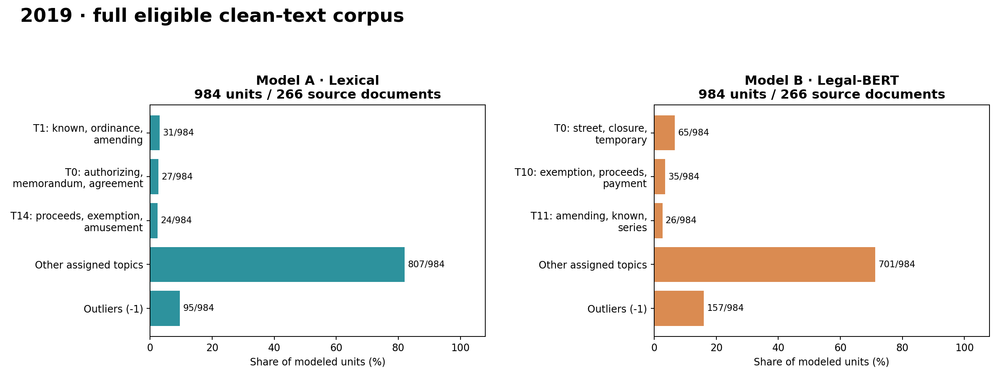 2019 · full eligible clean-text corpus
Model A · Lexical
984 units / 266 source documents
T1: known, ordinance,
amending
31/984
T0: authorizing,
memorandum, agreement
27/984
T14: proceeds, exemption,
amusement
24/984
Other assigned topics
807/984
Outliers (-1)
95/984
0 20 40 60 80 100
Share of modeled units (%)
Model B · Legal-BERT
984 units / 266 source documents
T0: street, closure,
temporary
65/984
T10: exemption, proceeds,
payment
35/984
T11: amending, known,
series
26/984
Other assigned topics
701/984
Outliers (-1)
157/984
0 20 40 60 80 100
Share of modeled units (%)